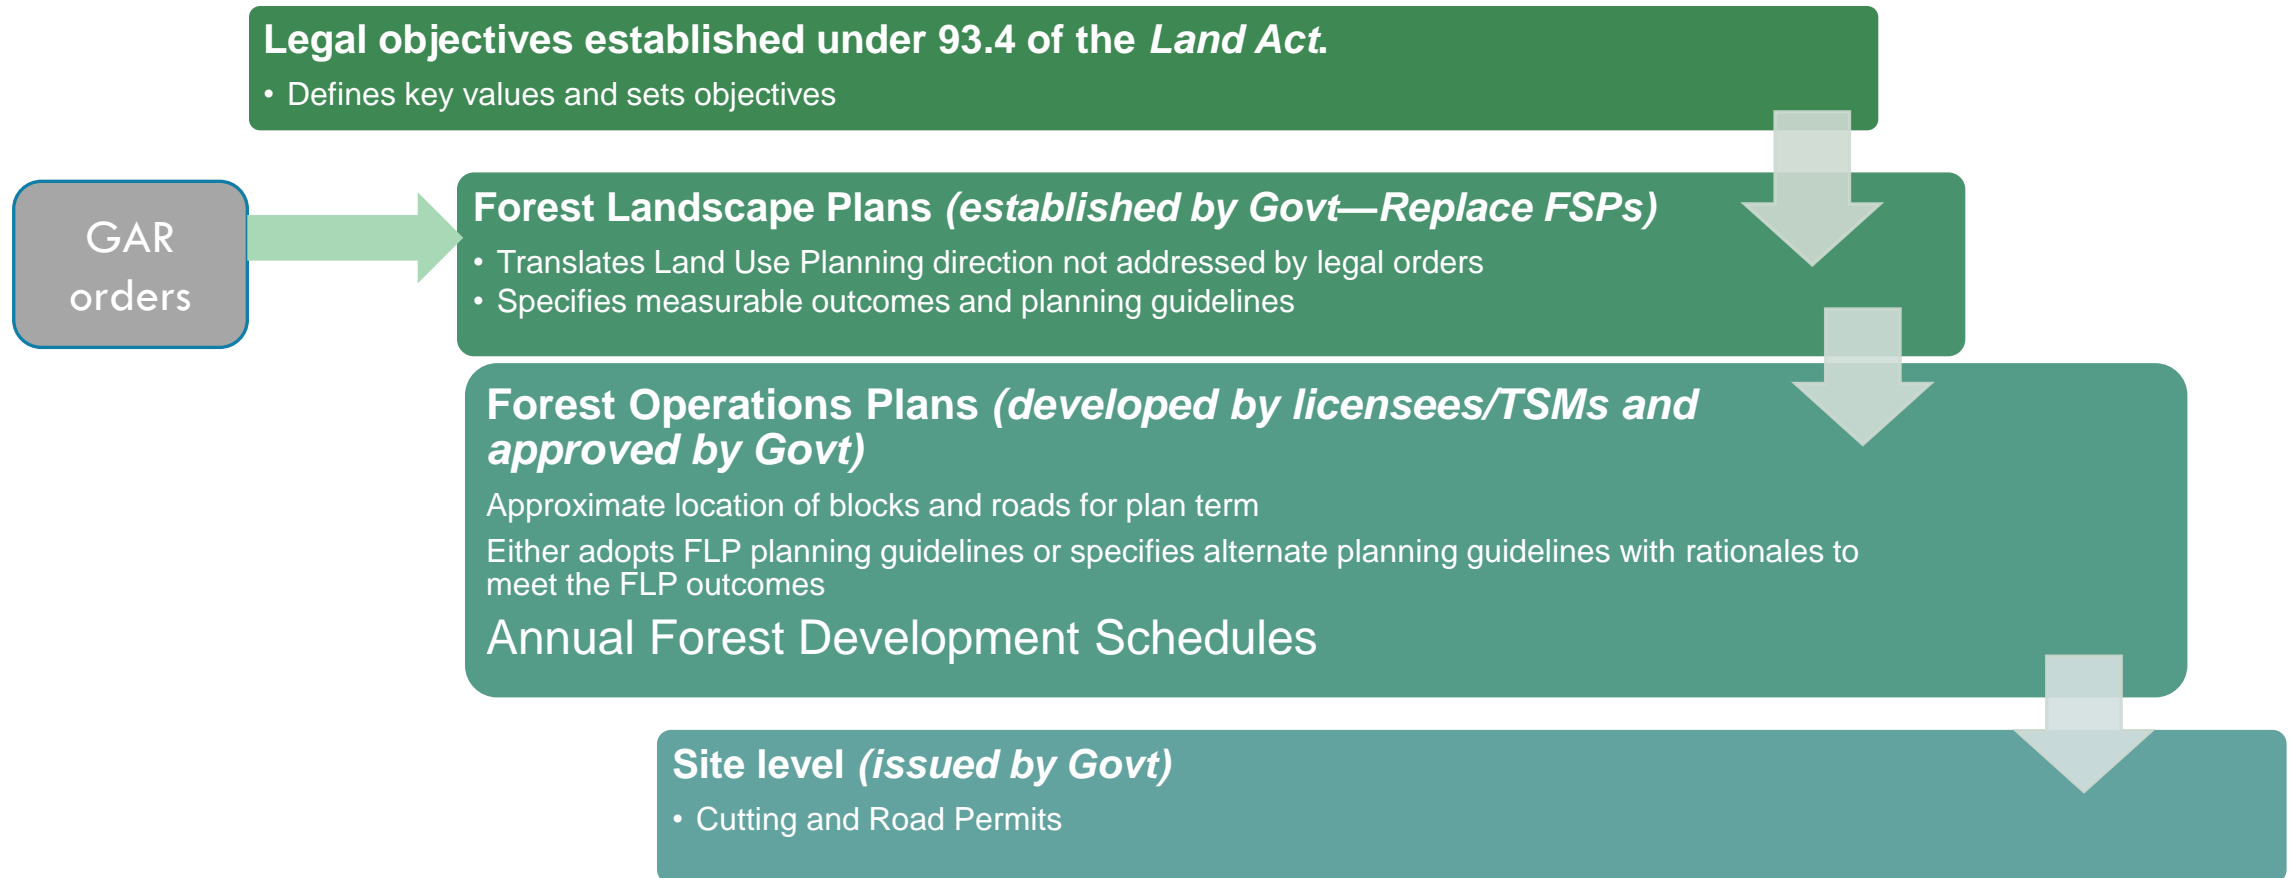 Legal objectives established under 93.4 of the Land Act.
• Defines key values and sets objectives
GAR
orders
Forest Landscape Plans (established by Govt—Replace FSPs)
• Translates Land Use Planning direction not addressed by legal orders
• Specifies measurable outcomes and planning guidelines
Forest Operations Plans (developed by licensees/TSMs and
approved by Govt)
Approximate location of blocks and roads for plan term
Either adopts FLP planning guidelines or specifies alternate planning guidelines with rationales to
meet the FLP outcomes
Annual Forest Development Schedules
Site level (issued by Govt)
• Cutting and Road Permits